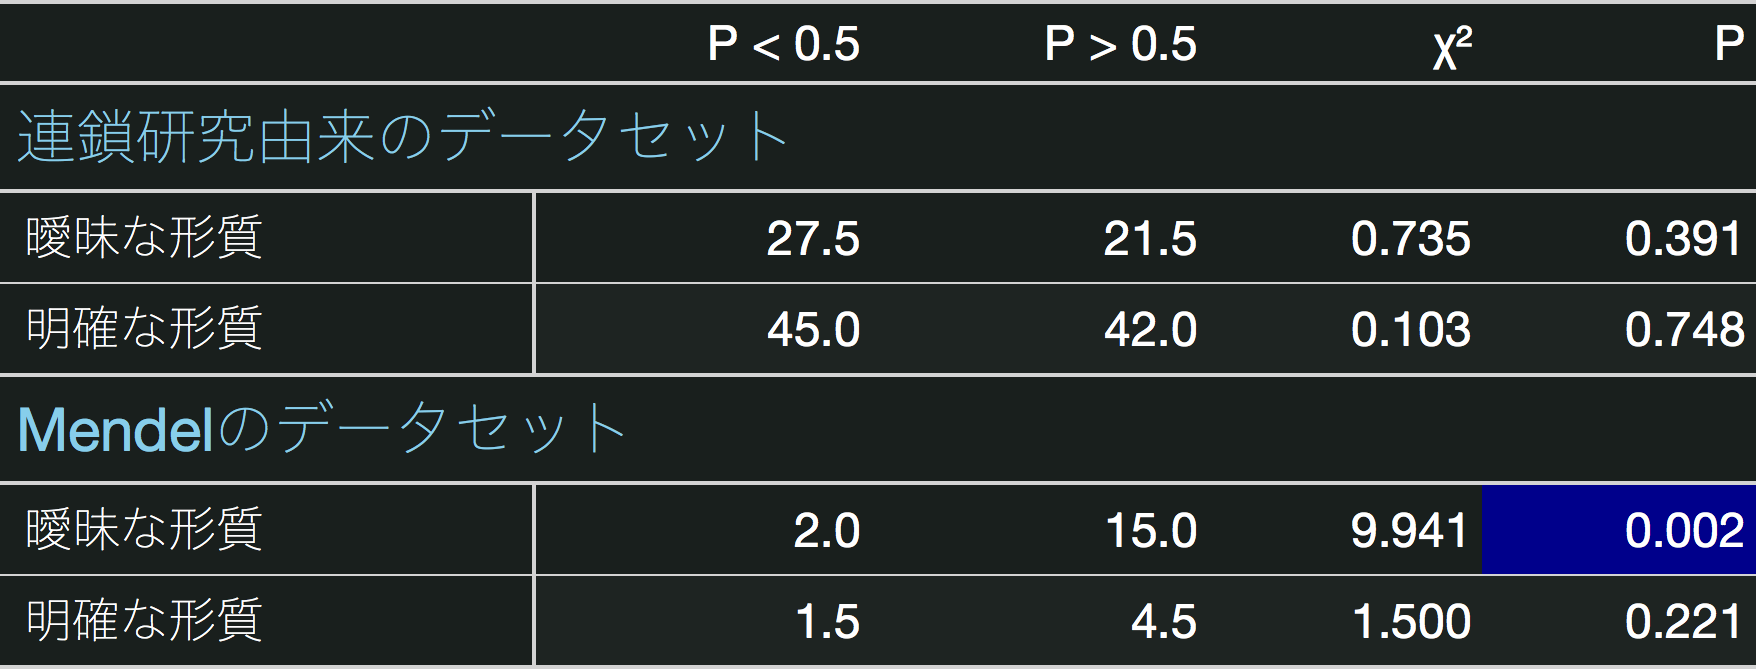 P < 0.5 P > 0.5 χ² P
連鎖研究由来のデータセット
曖昧な形質 27.5 21.5 0.735 0.391
明確な形質 45.0 42.0 0.103 0.748
Mendelのデータセット
曖昧な形質 2.0 15.0 9.941 0.002
明確な形質 1.5 4.5 1.500 0.221